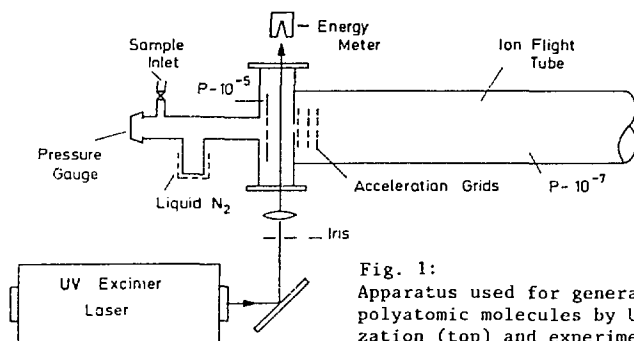 Sample
Inlet
Energy
Meter
Ion Flight
Tube
P-10⁻⁵
Pressure
Gauge
Liquid N₂
Acceleration Grids
P~10⁻⁷
Iris
UV Excimer
Laser
Fig. 1:
Apparatus used for genera
polyatomic molecules by U
zation (top) and experime